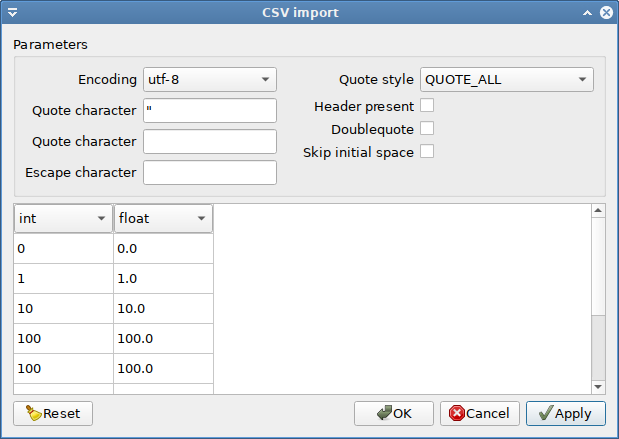 CSV import
Parameters
Encoding utf-8
Quote style QUOTE_ALL
Quote character "
Header present
Quote character
Doublequote
Escape character
Skip initial space
int float
0 0.0
1 1.0
10 10.0
100 100.0
100 100.0
Reset OK Cancel Apply